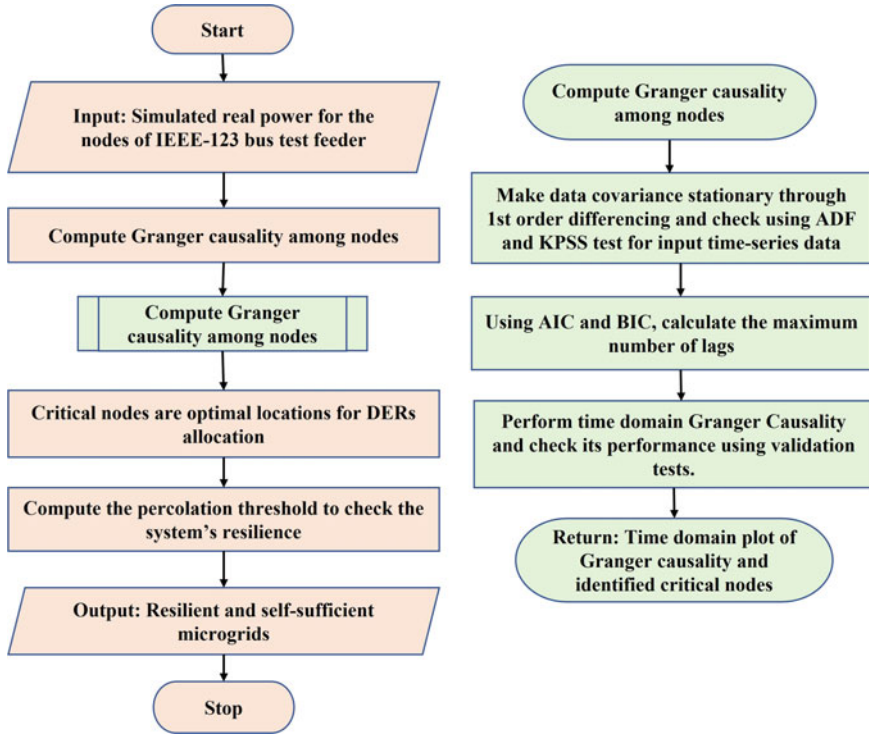 Start
Input: Simulated real power for the
nodes of IEEE-123 bus test feeder
Compute Granger causality among nodes
Compute Granger
causality among nodes
Critical nodes are optimal locations for DERs
allocation
Compute the percolation threshold to check the
system's resilience
Output: Resilient and self-sufficient
microgrids
Stop
Compute Granger causality
among nodes
Make data covariance stationary through
1st order differencing and check using ADF
and KPSS test for input time-series data
Using AIC and BIC, calculate the maximum
number of lags
Perform time domain Granger Causality
and check its performance using validation
tests.
Return: Time domain plot of
Granger causality and
identified critical nodes